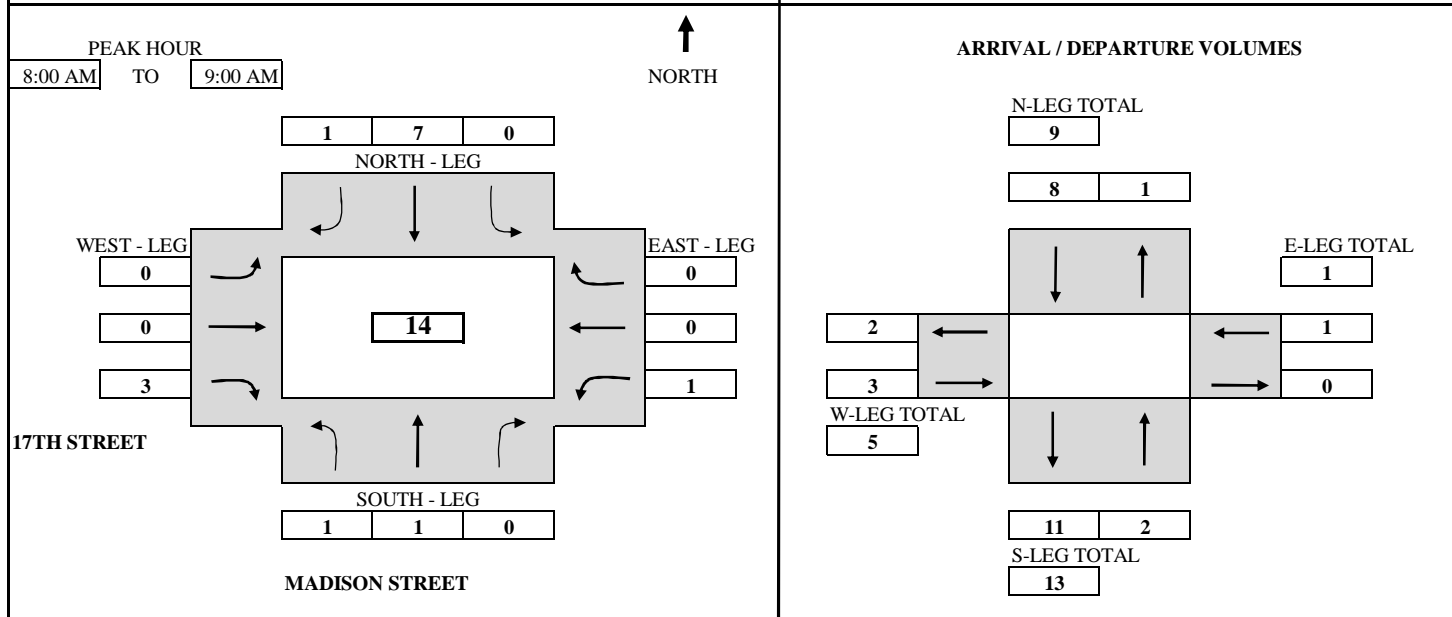 PEAK HOUR
8:00 AM TO 9:00 AM
NORTH
1 7 0
NORTH - LEG
WEST - LEG
EAST - LEG
0 0
0 14 0
3 1
17TH STREET
SOUTH - LEG
1 1 0
MADISON STREET
ARRIVAL / DEPARTURE VOLUMES
N-LEG TOTAL
9
8 1
E-LEG TOTAL
1
2 1
3 0
W-LEG TOTAL
5
11 2
S-LEG TOTAL
13